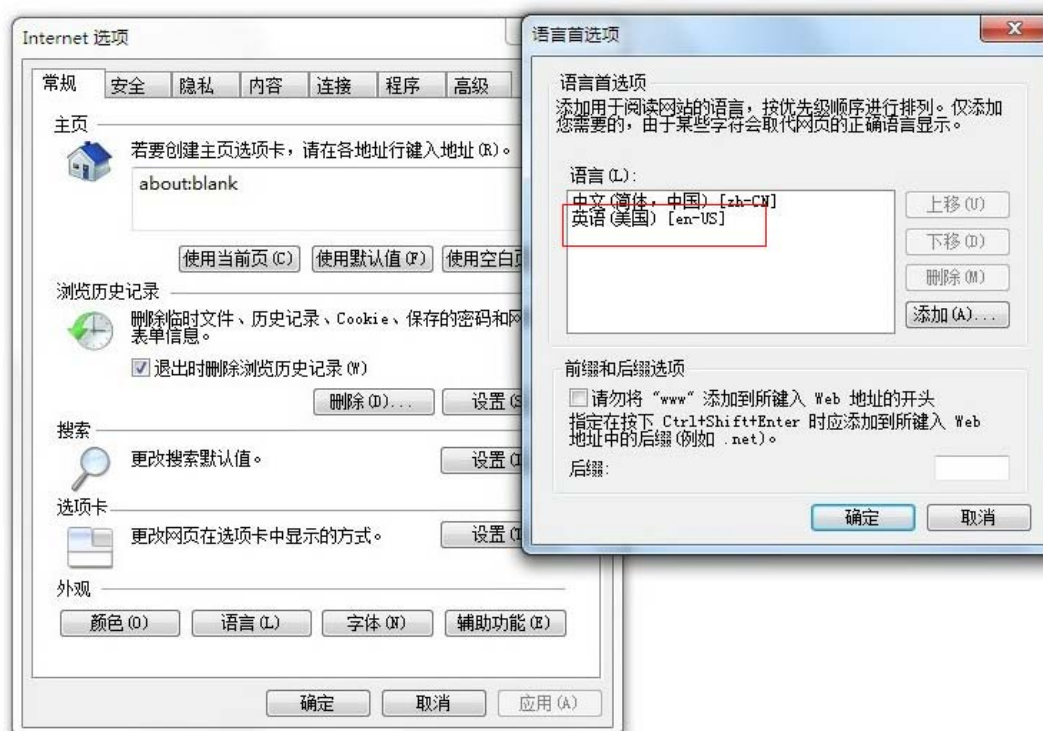 Internet 选项
常规 安全 隐私 内容 连接 程序 高级
主页
若要创建主页选项卡，请在各地址行键入地址(R)。
about:blank
使用当前页(C) 使用默认值(F) 使用空白
浏览历史记录
删除临时文件、历史记录、Cookie、保存的密码和网
表单信息。
退出时删除浏览历史记录(W)
删除(D)... 设置(S
搜索
更改搜索默认值。
设置(I
选项卡
更改网页在选项卡中显示的方式。
设置(T
外观
颜色(O) 语言(L) 字体(N) 辅助功能(E)
确定 取消 应用(A)
语言首选项
语言首选项
添加用于阅读网站的语言，按优先级顺序进行排列。仅添加
您需要的，由于某些字符会取代网页的正确语言显示。
语言(L):
中文(简体，中国) [zh-CN]
英语(美国) [en-US]
上移(U)
下移(D)
删除(M)
添加(A)...
前缀和后缀选项
请勿将 “www” 添加到所键入 Web 地址的开头
指定在按下 Ctrl+Shift+Enter 时应添加到所键入 Web
地址中的后缀(例如 .net)。
后缀:
确定 取消